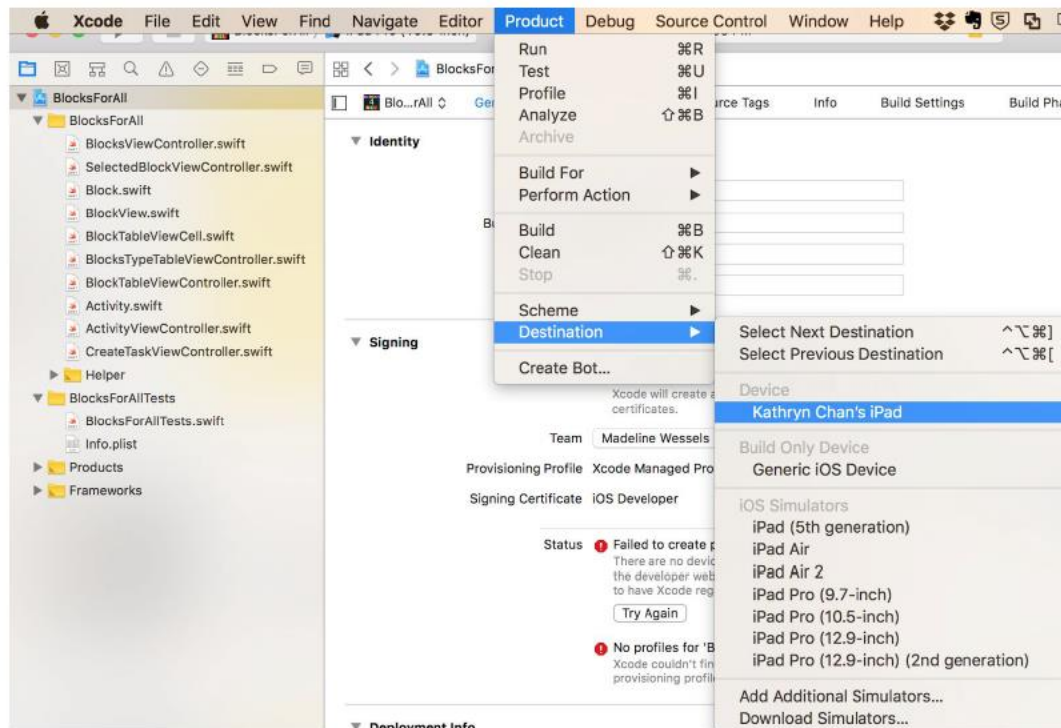 Xcode File Edit View Find Navigate Editor Product Debug Source Control Window Help
BlocksFor
Blo...rAll Ge rce Tags Info Build Settings Build Pha
BlocksForAll
BlocksForAll
BlocksViewController.swift
SelectedBlockViewController.swift
Block.swift
BlockView.swift
BlockTableViewCell.swift
BlocksTypeTableViewController.swift
BlockTableViewController.swift
Activity.swift
ActivityViewController.swift
CreateTaskViewController.swift
Helper
BlocksForAllTests
BlocksForAllTests.swift
Info.plist
Products
Frameworks
Identity
Bu
Signing
Xcode will create a
certificates.
Team Madeline Wessels
Provisioning Profile Xcode Managed Pro
Signing Certificate iOS Developer
Status Failed to create p
There are no devic
the developer web
to have Xcode reg
Try Again
No profiles for 'B
Xcode couldn't fin
provisioning profil
Deployment Info
Run ⌘R
Test ⌘U
Profile ⌘I
Analyze ⇧⌘B
Archive
Build For
Perform Action
Build ⌘B
Clean ⇧⌘K
Stop ⌘.
Scheme
Destination
Create Bot...
Select Next Destination ^⌥⌘]
Select Previous Destination ^⌥⌘[
Device
Kathryn Chan's iPad
Build Only Device
Generic iOS Device
iOS Simulators
iPad (5th generation)
iPad Air
iPad Air 2
iPad Pro (9.7-inch)
iPad Pro (10.5-inch)
iPad Pro (12.9-inch)
iPad Pro (12.9-inch) (2nd generation)
Add Additional Simulators...
Download Simulators...